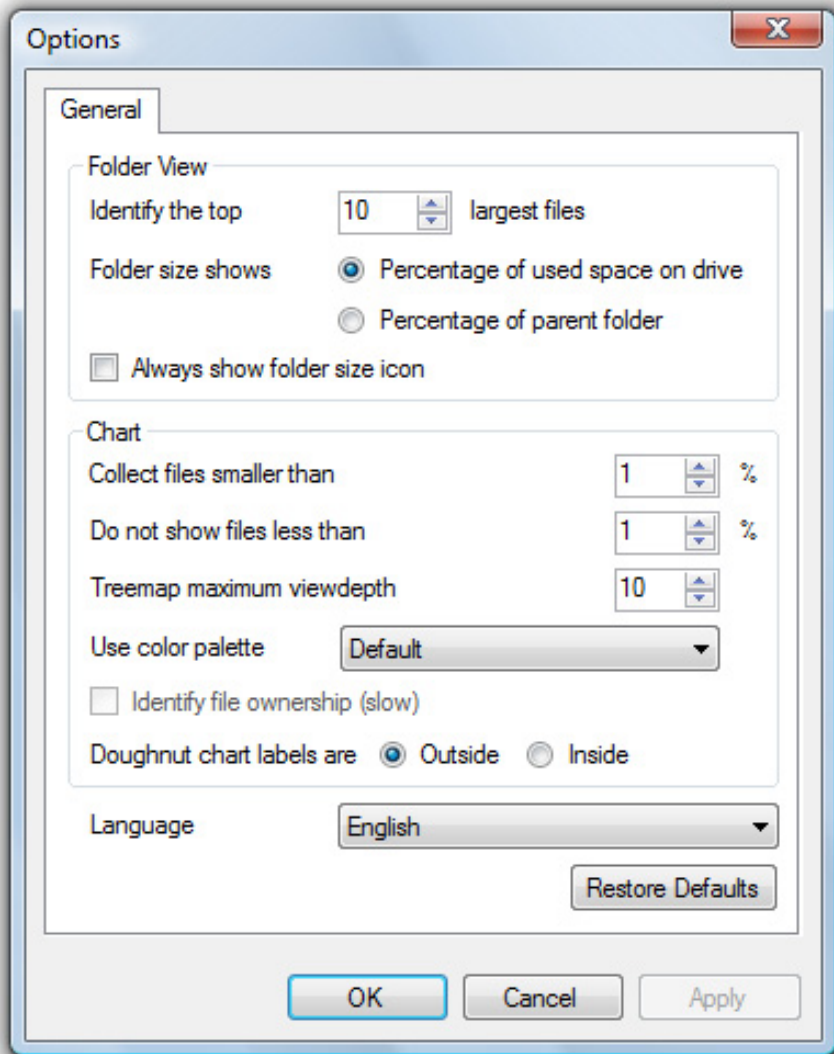 Options
General
Folder View
Identify the top 10 largest files
Folder size shows Percentage of used space on drive
Percentage of parent folder
Always show folder size icon
Chart
Collect files smaller than 1 %
Do not show files less than 1 %
Treemap maximum viewdepth 10
Use color palette Default
Identify file ownership (slow)
Doughnut chart labels are Outside Inside
Language English
Restore Defaults
OK Cancel Apply